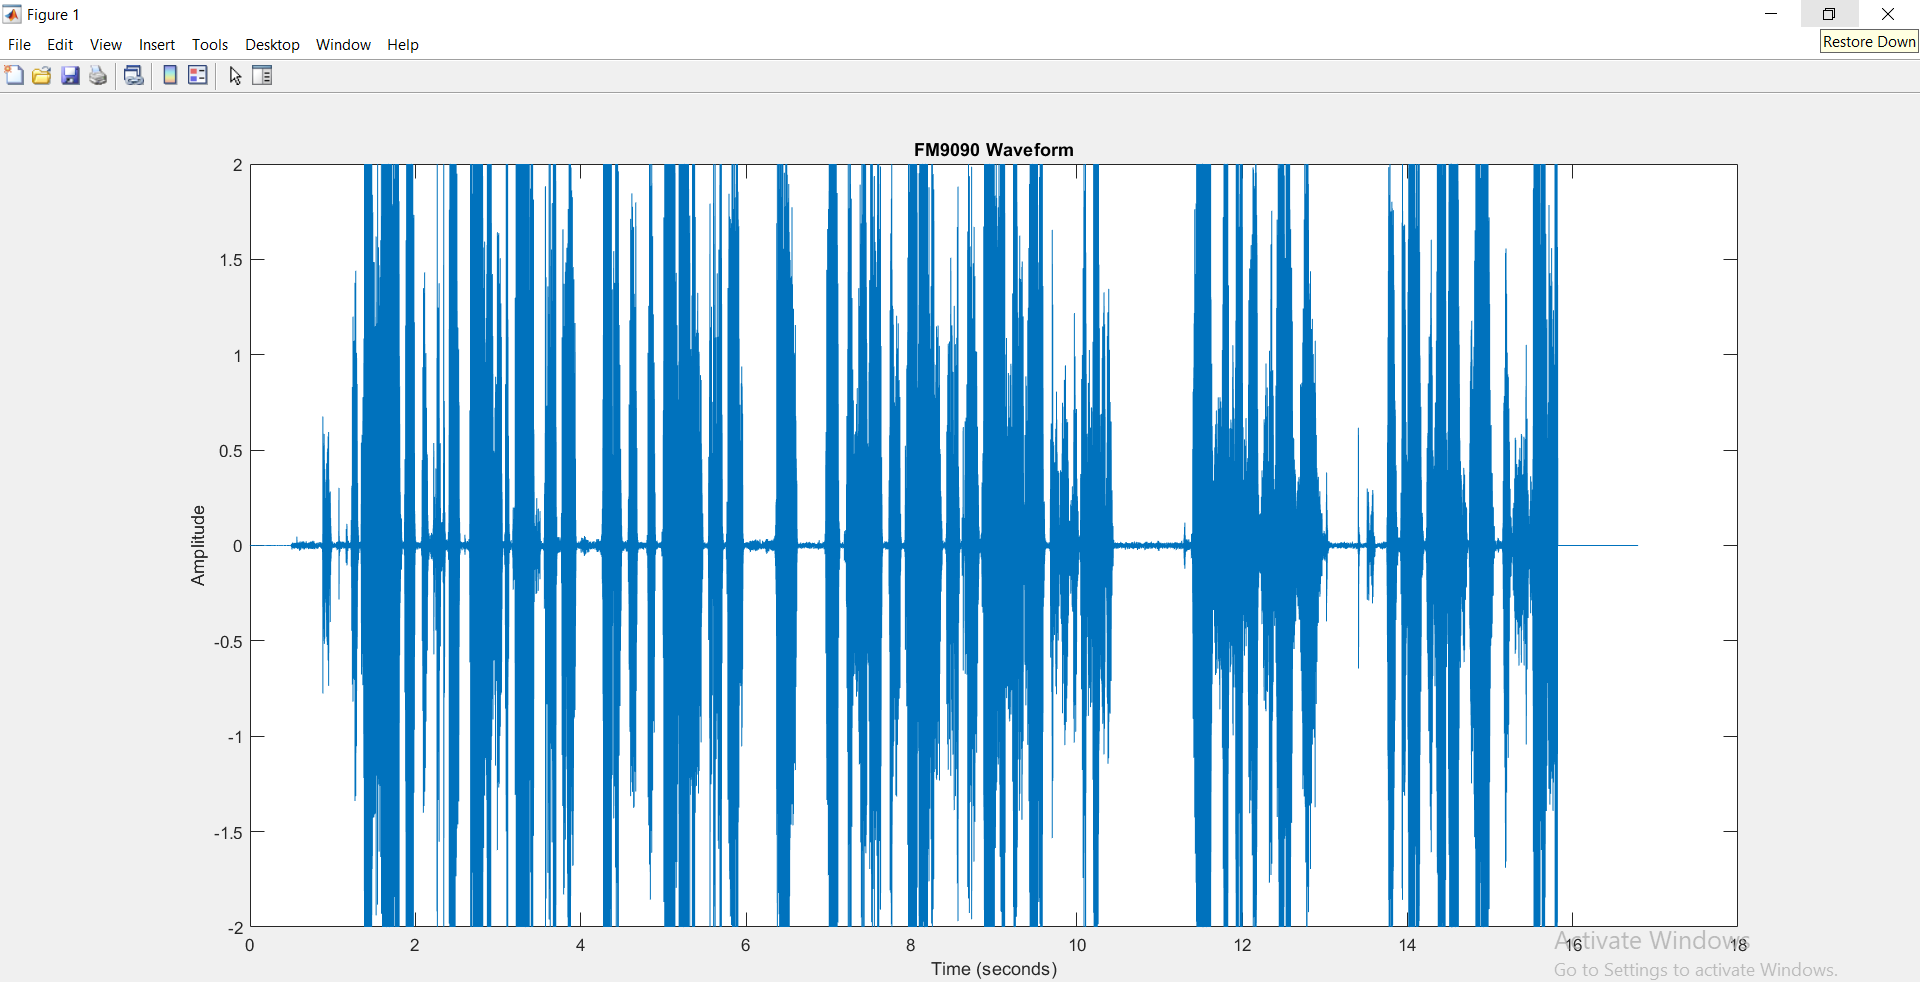 Figure 1
File Edit View Insert Tools Desktop Window Help
Restore Down
FM9090 Waveform
2
1.5
1
0.5
0
-0.5
-1
-1.5
-2
Amplitude
0 2 4 6 8 10 12 14 16 18
Time (seconds)
Activate Windows
Go to Settings to activate Windows.